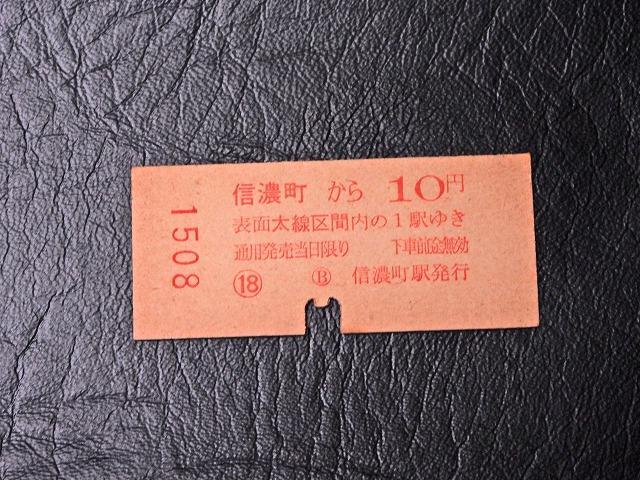 信濃町 から 10円
表面太線区間内の1駅ゆき
通用発売当日限り 下車前途無効
⑱ Ⓑ 信濃町駅発行
1508